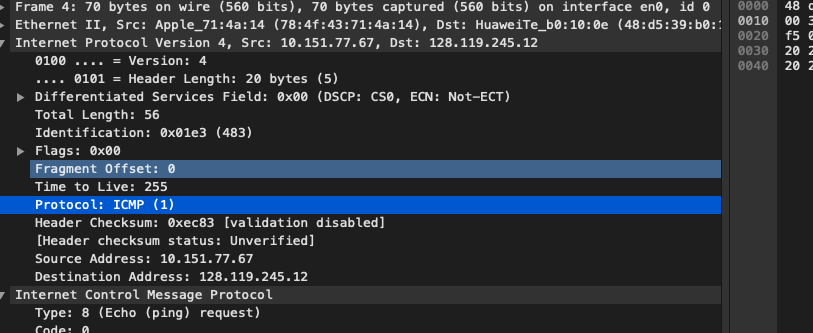 Frame 4: 70 bytes on wire (560 bits), 70 bytes captured (560 bits) on interface en0, id 0
Ethernet II, Src: Apple_71:4a:14 (78:4f:43:71:4a:14), Dst: HuaweiTe_b0:10:0e (48:d5:39:b0:1
Internet Protocol Version 4, Src: 10.151.77.67, Dst: 128.119.245.12
0100 .... = Version: 4
.... 0101 = Header Length: 20 bytes (5)
Differentiated Services Field: 0x00 (DSCP: CS0, ECN: Not-ECT)
Total Length: 56
Identification: 0x01e3 (483)
Flags: 0x00
Fragment Offset: 0
Time to Live: 255
Protocol: ICMP (1)
Header Checksum: 0xec83 [validation disabled]
[Header checksum status: Unverified]
Source Address: 10.151.77.67
Destination Address: 128.119.245.12
Internet Control Message Protocol
Type: 8 (Echo (ping) request)
Code: 0
0000 48
0010 00 3
0020 f5 0
0030 20 2
0040 20 2